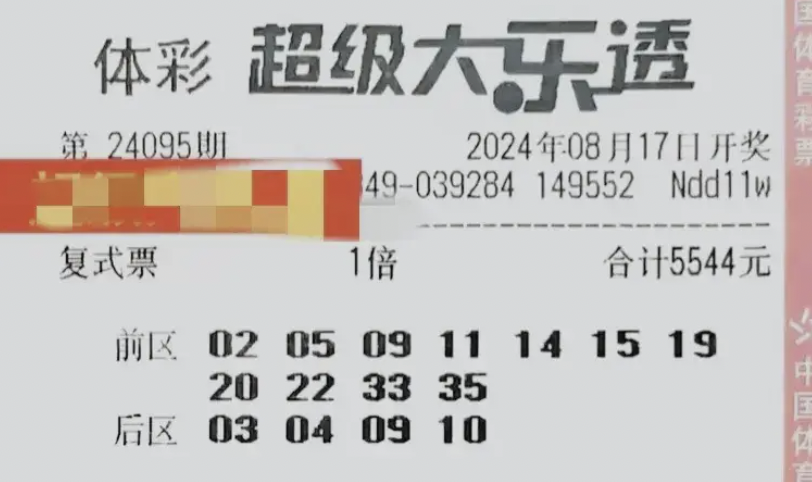 体彩 超级大乐透
第 24095期 2024年08月17日开奖
49-039284 149552 Ndd11w
复式票 1倍 合计5544元
前区 02 05 09 11 14 15 19
20 22 33 35
后区 03 04 09 10
国体育彩票
中国体育